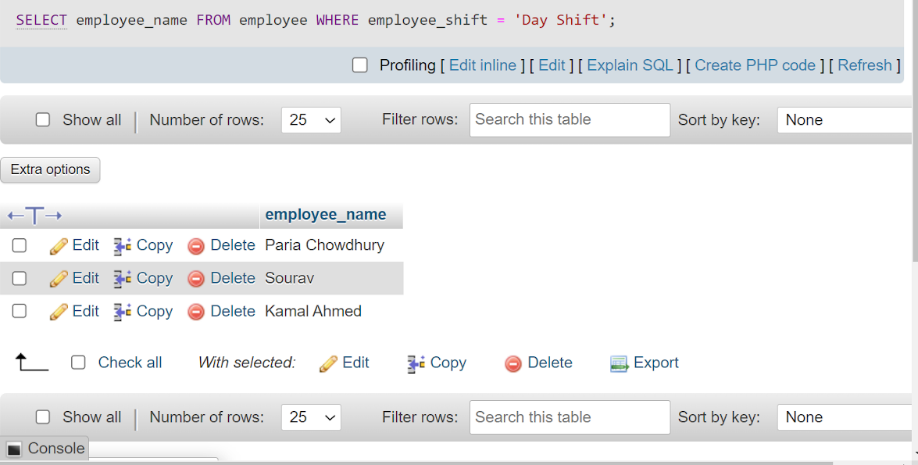 SELECT employee_name FROM employee WHERE employee_shift = 'Day Shift';
Profiling [ Edit inline ] [ Edit ] [ Explain SQL ] [ Create PHP code ] [ Refresh ]
Show all Number of rows: 25 Filter rows: Search this table Sort by key: None
Extra options
←T→ employee_name
Edit Copy Delete Paria Chowdhury
Edit Copy Delete Sourav
Edit Copy Delete Kamal Ahmed
Check all With selected: Edit Copy Delete Export
Show all Number of rows: 25 Filter rows: Search this table Sort by key: None
Console